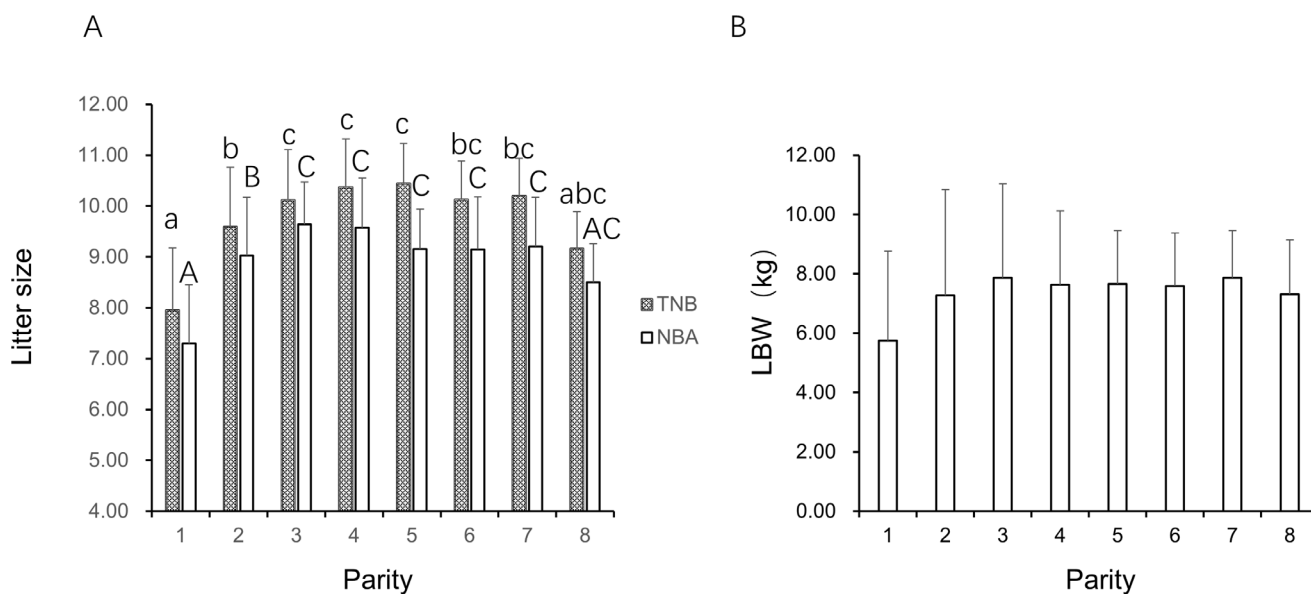 A
Litter size
12.00
11.00
10.00
9.00
8.00
7.00
6.00
5.00
4.00
a A b B c C c C c C bc C bc C abc AC
1 2 3 4 5 6 7 8
Parity
TNB
NBA
B
LBW （kg）
12.00
10.00
8.00
6.00
4.00
2.00
0.00
1 2 3 4 5 6 7 8
Parity